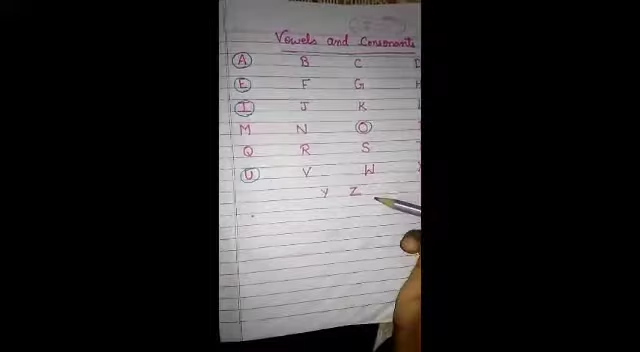 Vowels and Consonants
A B C D
E F G H
I J K
M N O
Q R S
U V W
Y Z